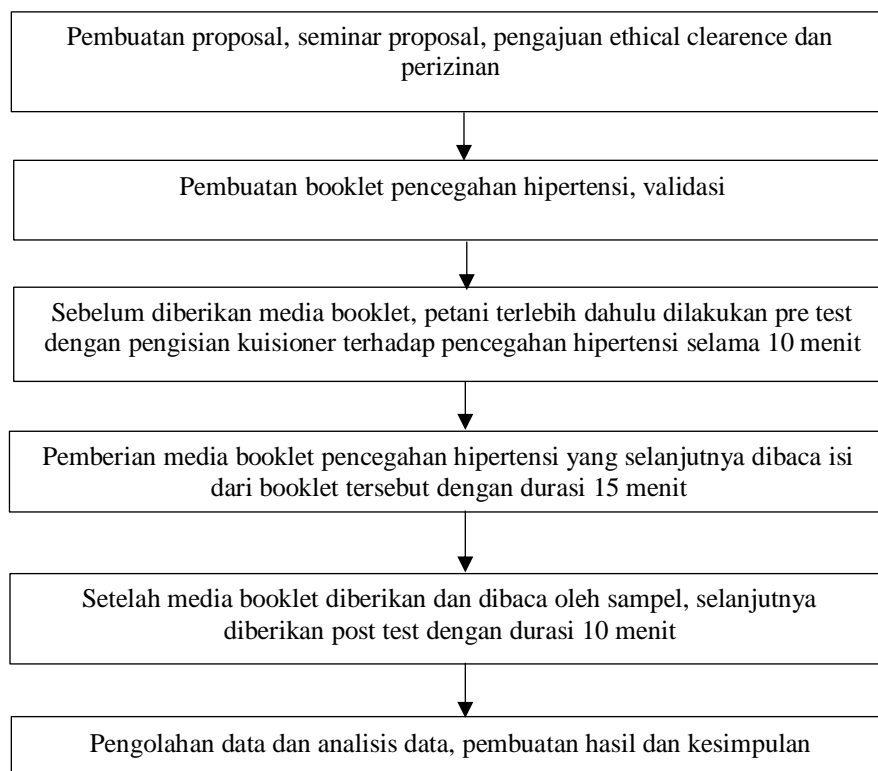 Pembuatan proposal, seminar proposal, pengajuan ethical clearence dan
perizinan
Pembuatan booklet pencegahan hipertensi, validasi
Sebelum diberikan media booklet, petani terlebih dahulu dilakukan pre test
dengan pengisian kuisioner terhadap pencegahan hipertensi selama 10 menit
Pemberian media booklet pencegahan hipertensi yang selanjutnya dibaca isi
dari booklet tersebut dengan durasi 15 menit
Setelah media booklet diberikan dan dibaca oleh sampel, selanjutnya
diberikan post test dengan durasi 10 menit
Pengolahan data dan analisis data, pembuatan hasil dan kesimpulan